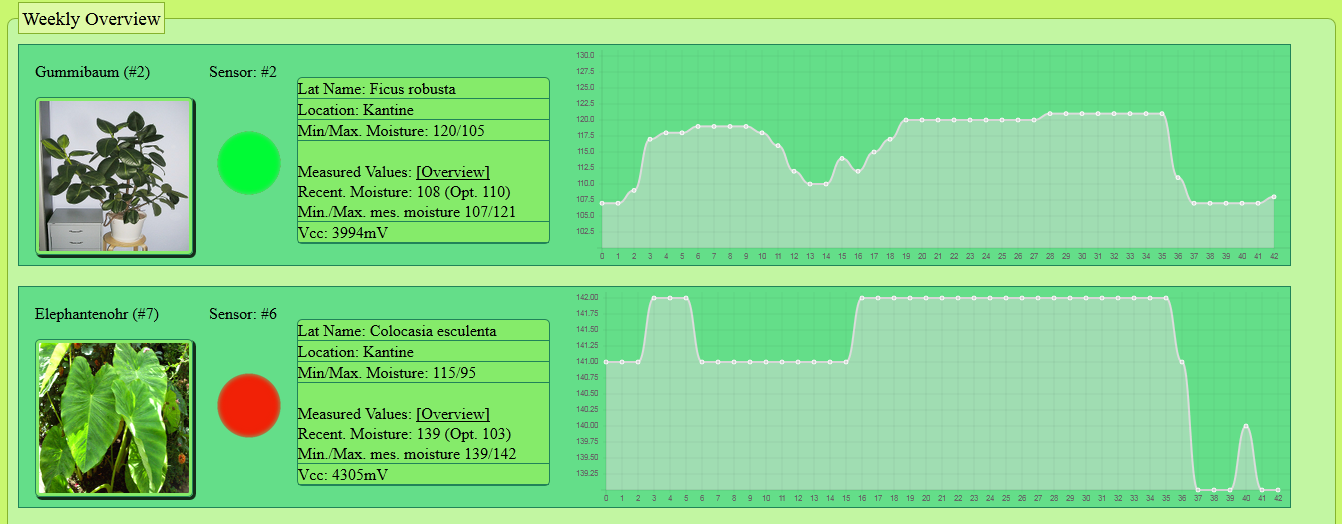 Weekly Overview
Gummibaum (#2)
Sensor: #2
Lat Name: Ficus robusta
Location: Kantine
Min/Max. Moisture: 120/105
Measured Values: [Overview]
Recent. Moisture: 108 (Opt. 110)
Min./Max. mes. moisture 107/121
Vcc: 3994mV
130.0
127.5
125.0
122.5
120.0
117.5
115.0
112.5
110.0
107.5
105.0
102.5
0 1 2 3 4 5 6 7 8 9 10 11 12 13 14 15 16 17 18 19 20 21 22 23 24 25 26 27 28 29 30 31 32 33 34 35 36 37 38 39 40 41 42
Elephantenohr (#7)
Sensor: #6
Lat Name: Colocasia esculenta
Location: Kantine
Min/Max. Moisture: 115/95
Measured Values: [Overview]
Recent. Moisture: 139 (Opt. 103)
Min./Max. mes. moisture 139/142
Vcc: 4305mV
142.00
141.75
141.50
141.25
141.00
140.75
140.50
140.25
140.00
139.75
139.50
139.25
0 1 2 3 4 5 6 7 8 9 10 11 12 13 14 15 16 17 18 19 20 21 22 23 24 25 26 27 28 29 30 31 32 33 34 35 36 37 38 39 40 41 42